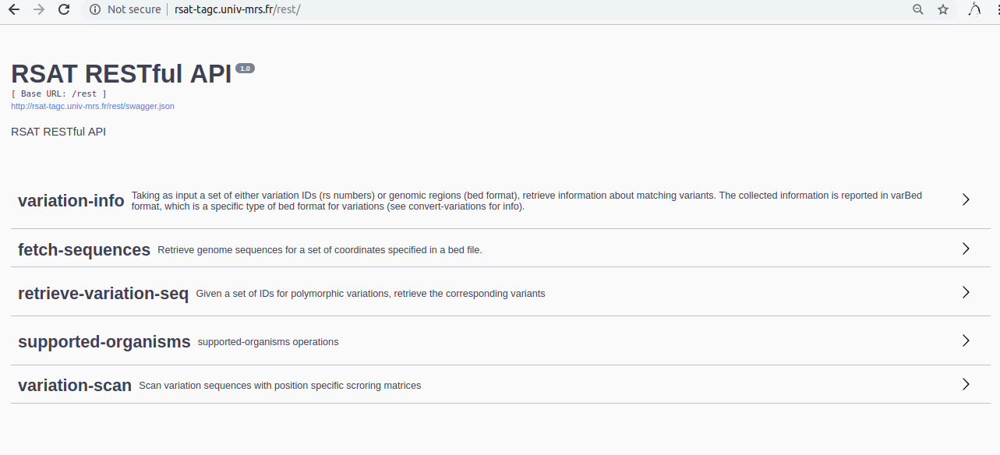 Not secure | rsat-tagc.univ-mrs.fr/rest/
RSAT RESTful API 1.0
[ Base URL: /rest ]
http://rsat-tagc.univ-mrs.fr/rest/swagger.json
RSAT RESTful API
variation-info Taking as input a set of either variation IDs (rs numbers) or genomic regions (bed format), retrieve information about matching variants. The collected information is reported in varBed
format, which is a specific type of bed format for variations (see convert-variations for info).
fetch-sequences Retrieve genome sequences for a set of coordinates specified in a bed file.
retrieve-variation-seq Given a set of IDs for polymorphic variations, retrieve the corresponding variants
supported-organisms supported-organisms operations
variation-scan Scan variation sequences with position specific scroring matrices